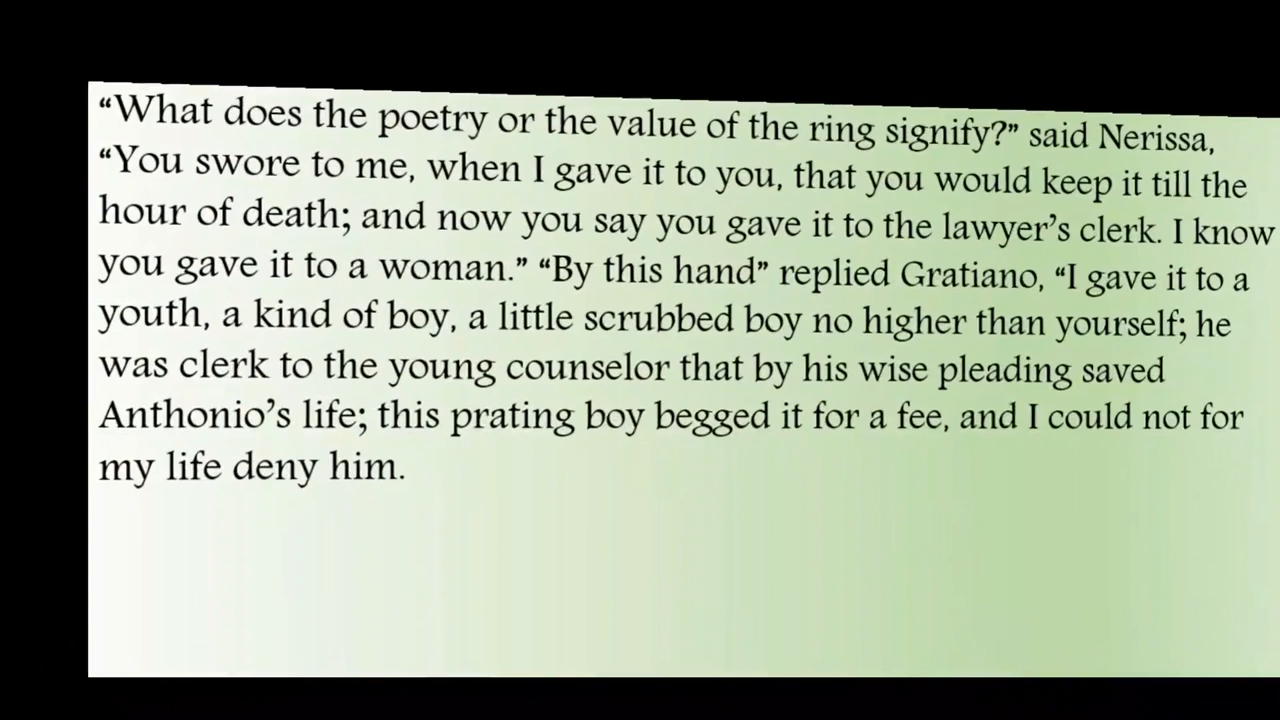 “What does the poetry or the value of the ring signify?” said Nerissa,
“You swore to me, when I gave it to you, that you would keep it till the
hour of death; and now you say you gave it to the lawyer’s clerk. I know
you gave it to a woman.” “By this hand” replied Gratiano, “I gave it to a
youth, a kind of boy, a little scrubbed boy no higher than yourself; he
was clerk to the young counselor that by his wise pleading saved
Anthonio’s life; this prating boy begged it for a fee, and I could not for
my life deny him.